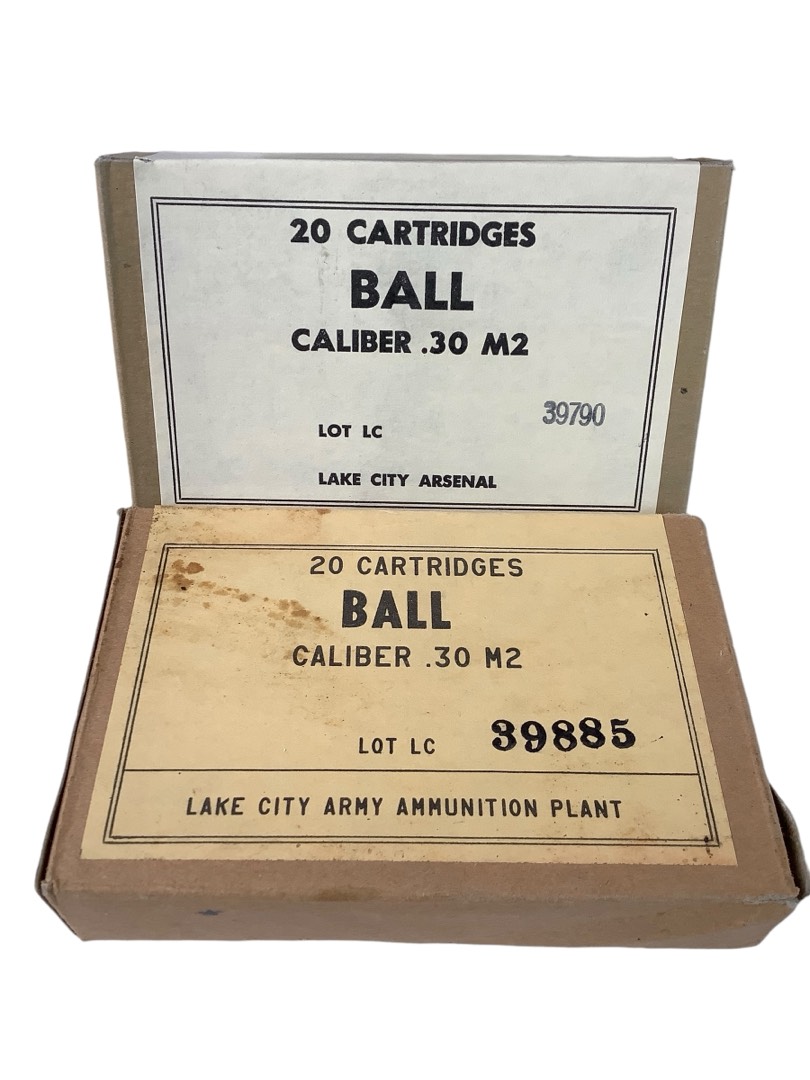 20 CARTRIDGES
BALL
CALIBER .30 M2
39790
LOT LC
LAKE CITY ARSENAL
20 CARTRIDGES
BALL
CALIBER .30 M2
LOT LC 39885
LAKE CITY ARMY AMMUNITION PLANT